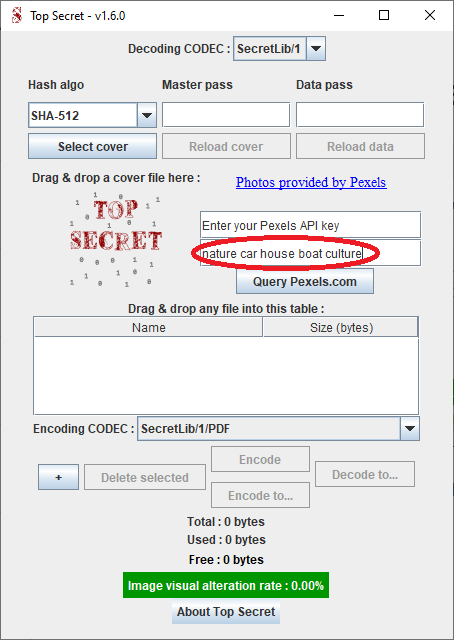 Top Secret - v1.6.0
Decoding CODEC : SecretLib/1
Hash algo Master pass Data pass
SHA-512
Select cover Reload cover Reload data
Drag & drop a cover file here :
Photos provided by Pexels
TOP
SECRET
Enter your Pexels API key
nature car house boat culture
Query Pexels.com
Drag & drop any file into this table :
Name Size (bytes)
Encoding CODEC : SecretLib/1/PDF
+ Delete selected Encode Decode to...
Encode to...
Total : 0 bytes
Used : 0 bytes
Free : 0 bytes
Image visual alteration rate : 0.00%
About Top Secret